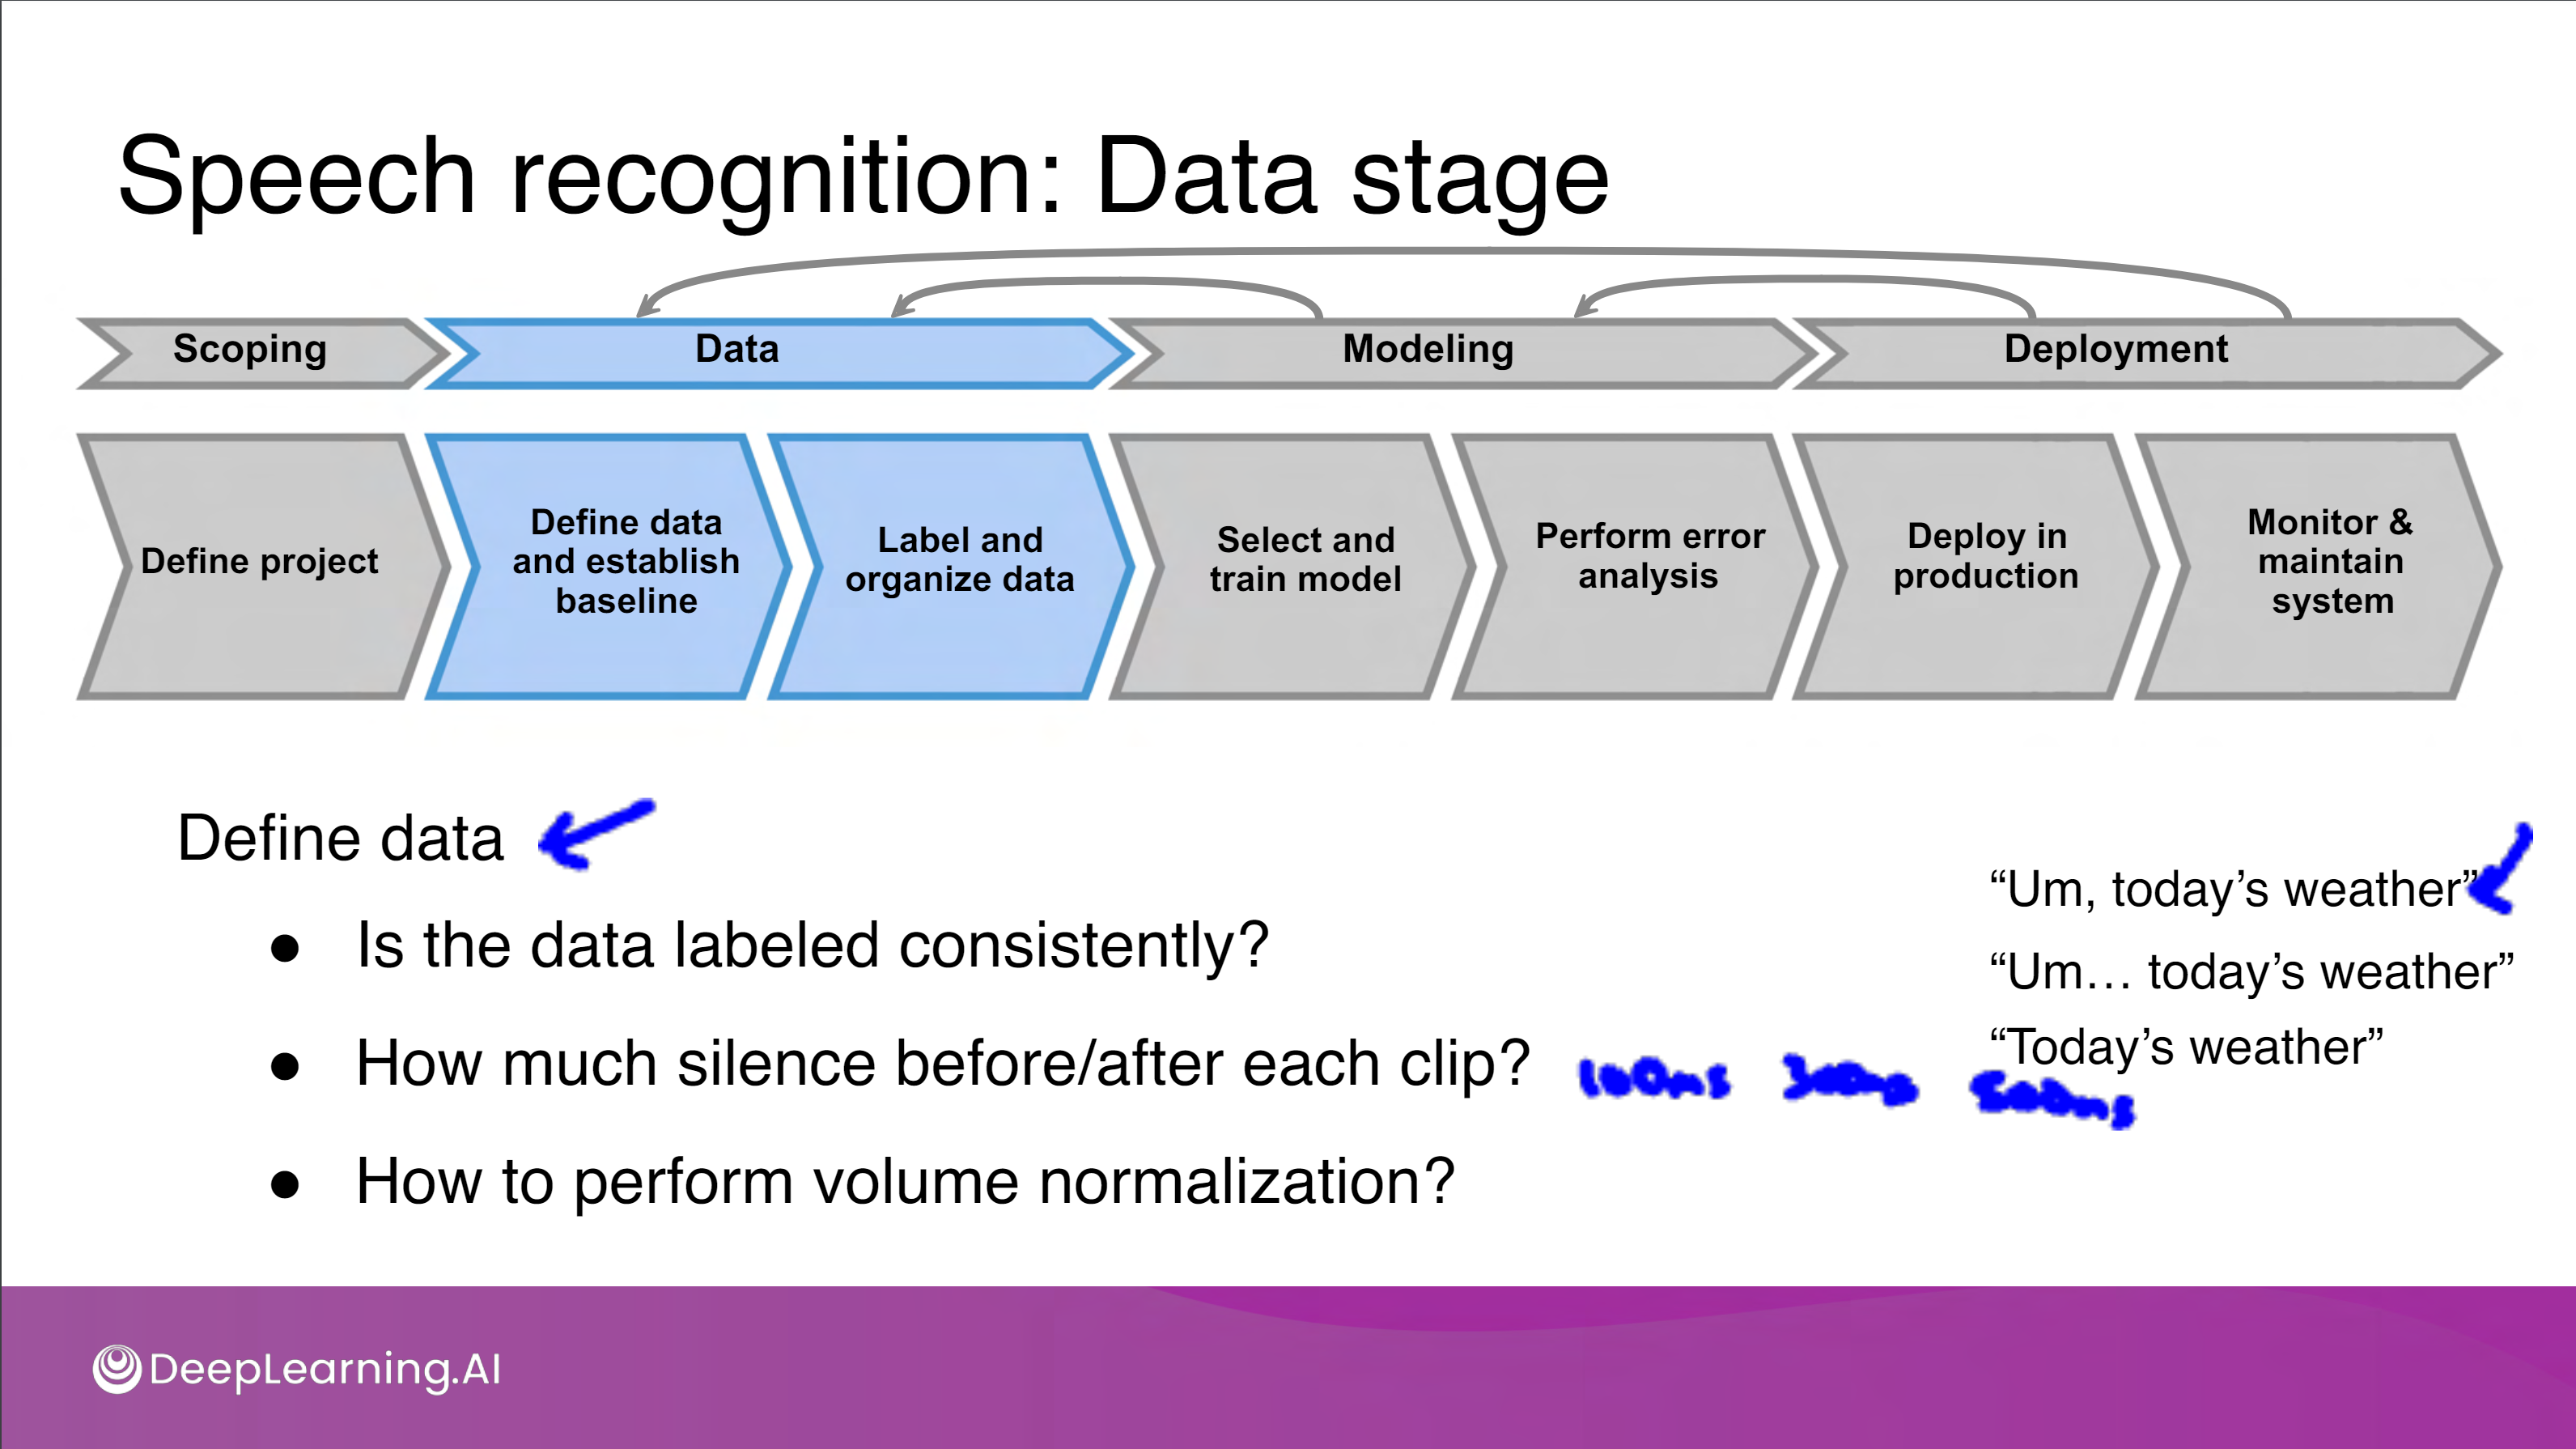 Speech recognition: Data stage
Scoping
Data
Modeling
Deployment
Define project
Define data
and establish
baseline
Label and
organize data
Select and
train model
Perform error
analysis
Deploy in
production
Monitor &
maintain
system
Define data
● Is the data labeled consistently?
● How much silence before/after each clip? 100ms 300ms 500ms
● How to perform volume normalization?
“Um, today’s weather”
“Um… today’s weather”
“Today’s weather”
DeepLearning.AI